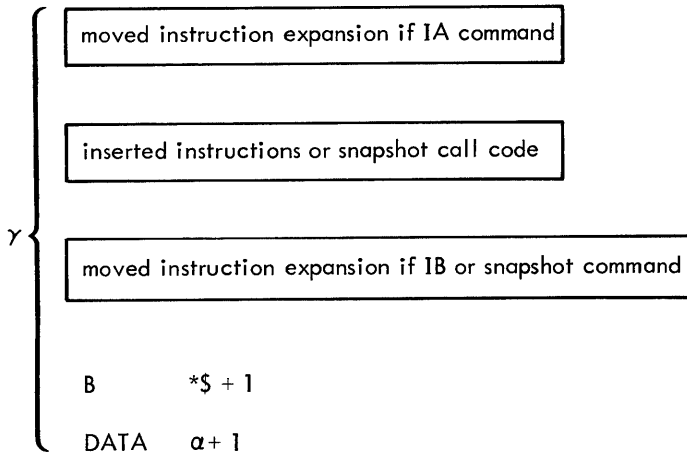 moved instruction expansion if IA command
inserted instructions or snapshot call code
γ
moved instruction expansion if IB or snapshot command
B *$ + 1
DATA α + 1